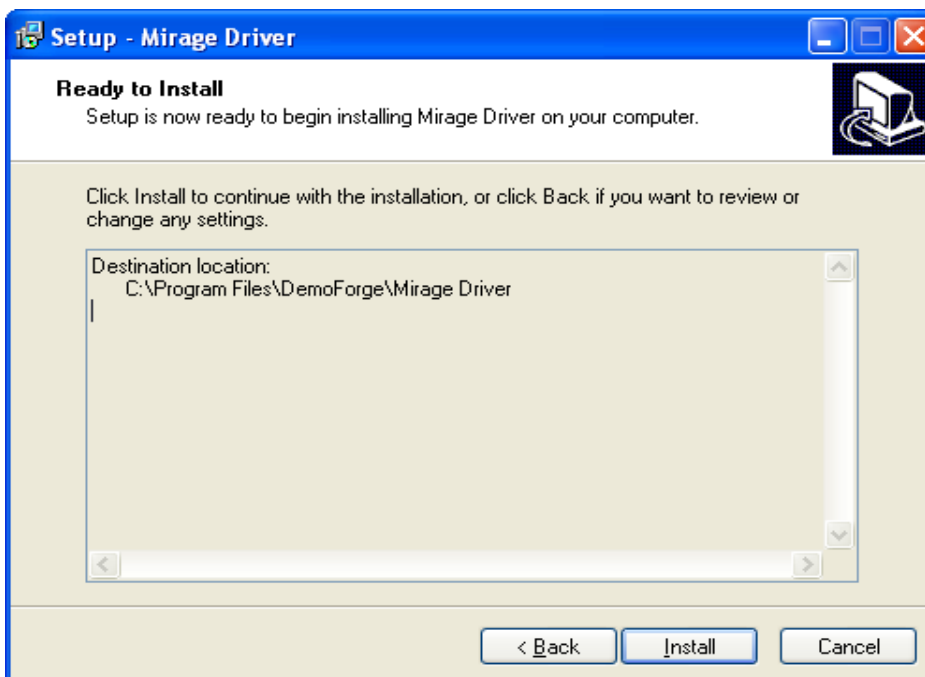 Setup - Mirage Driver
Ready to Install
Setup is now ready to begin installing Mirage Driver on your computer.
Click Install to continue with the installation, or click Back if you want to review or
change any settings.
Destination location:
C:\Program Files\DemoForge\Mirage Driver
< Back
Install
Cancel